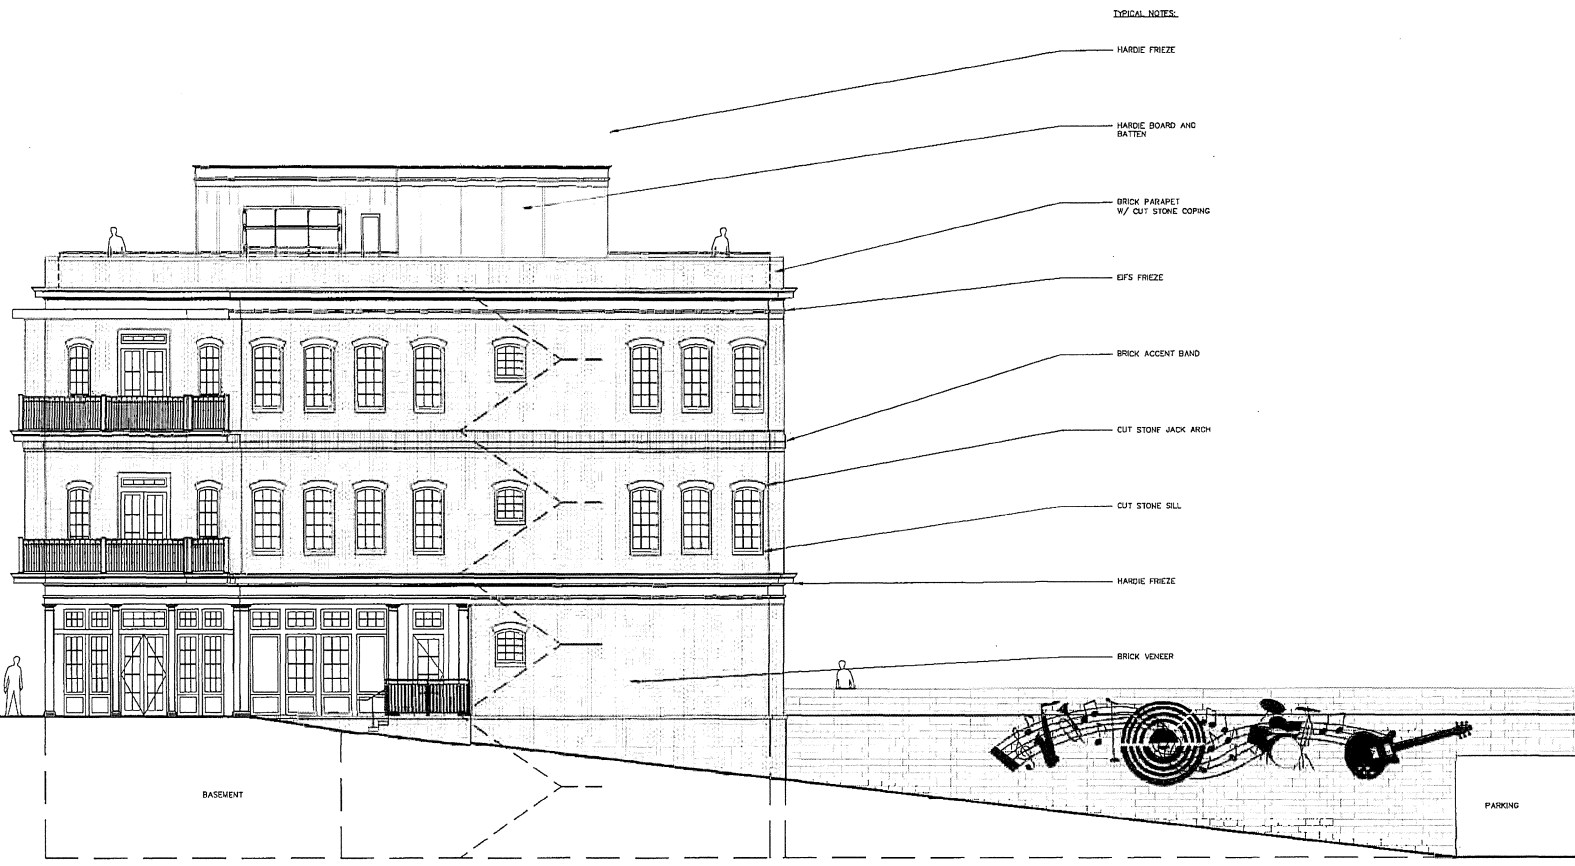 TYPICAL NOTES:
HARDIE FRIEZE
HARDIE BOARD AND
BATTEN
BRICK PARAPET
W/ CUT STONE COPING
EIFS FRIEZE
BRICK ACCENT BAND
CUT STONE JACK ARCH
CUT STONE SILL
HARDIE FRIEZE
BRICK VENEER
BASEMENT
PARKING